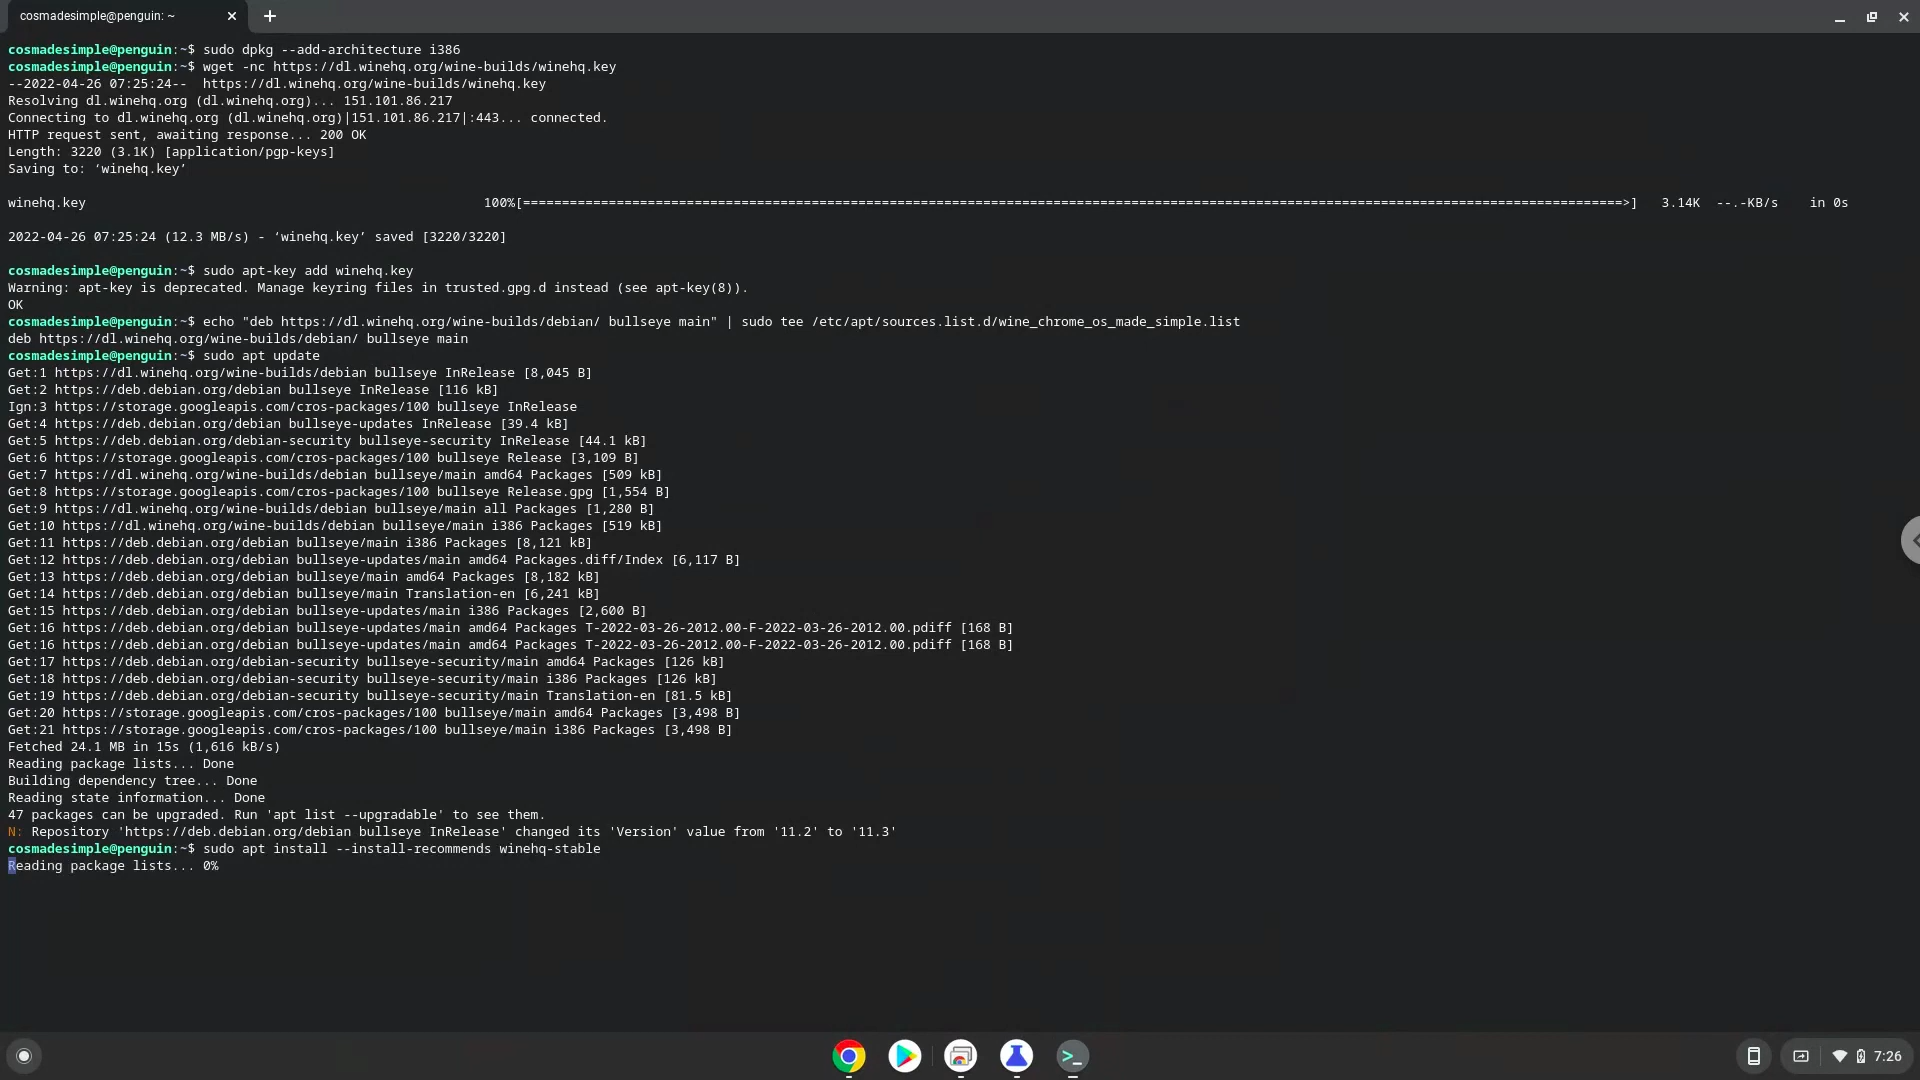 cosmadesimple@penguin: ~
cosmadesimple@penguin:~$ sudo dpkg --add-architecture i386
cosmadesimple@penguin:~$ wget -nc https://dl.winehq.org/wine-builds/winehq.key
--2022-04-26 07:25:24--  https://dl.winehq.org/wine-builds/winehq.key
Resolving dl.winehq.org (dl.winehq.org)... 151.101.86.217
Connecting to dl.winehq.org (dl.winehq.org)|151.101.86.217|:443... connected.
HTTP request sent, awaiting response... 200 OK
Length: 3220 (3.1K) [application/pgp-keys]
Saving to: ‘winehq.key’
winehq.key 100%[=============================================================================================================================================>] 3.14K --.-KB/s in 0s
2022-04-26 07:25:24 (12.3 MB/s) - ‘winehq.key’ saved [3220/3220]
cosmadesimple@penguin:~$ sudo apt-key add winehq.key
Warning: apt-key is deprecated. Manage keyring files in trusted.gpg.d instead (see apt-key(8)).
OK
cosmadesimple@penguin:~$ echo "deb https://dl.winehq.org/wine-builds/debian/ bullseye main" | sudo tee /etc/apt/sources.list.d/wine_chrome_os_made_simple.list
deb https://dl.winehq.org/wine-builds/debian/ bullseye main
cosmadesimple@penguin:~$ sudo apt update
Get:1 https://dl.winehq.org/wine-builds/debian bullseye InRelease [8,045 B]
Get:2 https://deb.debian.org/debian bullseye InRelease [116 kB]
Ign:3 https://storage.googleapis.com/cros-packages/100 bullseye InRelease
Get:4 https://deb.debian.org/debian bullseye-updates InRelease [39.4 kB]
Get:5 https://deb.debian.org/debian-security bullseye-security InRelease [44.1 kB]
Get:6 https://storage.googleapis.com/cros-packages/100 bullseye Release [3,109 B]
Get:7 https://dl.winehq.org/wine-builds/debian bullseye/main amd64 Packages [509 kB]
Get:8 https://storage.googleapis.com/cros-packages/100 bullseye Release.gpg [1,554 B]
Get:9 https://dl.winehq.org/wine-builds/debian bullseye/main all Packages [1,280 B]
Get:10 https://dl.winehq.org/wine-builds/debian bullseye/main i386 Packages [519 kB]
Get:11 https://deb.debian.org/debian bullseye/main i386 Packages [8,121 kB]
Get:12 https://deb.debian.org/debian bullseye-updates/main amd64 Packages.diff/Index [6,117 B]
Get:13 https://deb.debian.org/debian bullseye/main amd64 Packages [8,182 kB]
Get:14 https://deb.debian.org/debian bullseye/main Translation-en [6,241 kB]
Get:15 https://deb.debian.org/debian bullseye-updates/main i386 Packages [2,600 B]
Get:16 https://deb.debian.org/debian bullseye-updates/main amd64 Packages T-2022-03-26-2012.00-F-2022-03-26-2012.00.pdiff [168 B]
Get:16 https://deb.debian.org/debian bullseye-updates/main amd64 Packages T-2022-03-26-2012.00-F-2022-03-26-2012.00.pdiff [168 B]
Get:17 https://deb.debian.org/debian-security bullseye-security/main amd64 Packages [126 kB]
Get:18 https://deb.debian.org/debian-security bullseye-security/main i386 Packages [126 kB]
Get:19 https://deb.debian.org/debian-security bullseye-security/main Translation-en [81.5 kB]
Get:20 https://storage.googleapis.com/cros-packages/100 bullseye/main amd64 Packages [3,498 B]
Get:21 https://storage.googleapis.com/cros-packages/100 bullseye/main i386 Packages [3,498 B]
Fetched 24.1 MB in 15s (1,616 kB/s)
Reading package lists... Done
Building dependency tree... Done
Reading state information... Done
47 packages can be upgraded. Run 'apt list --upgradable' to see them.
N: Repository 'https://deb.debian.org/debian bullseye InRelease' changed its 'Version' value from '11.2' to '11.3'
cosmadesimple@penguin:~$ sudo apt install --install-recommends winehq-stable
Reading package lists... 0%
7:26